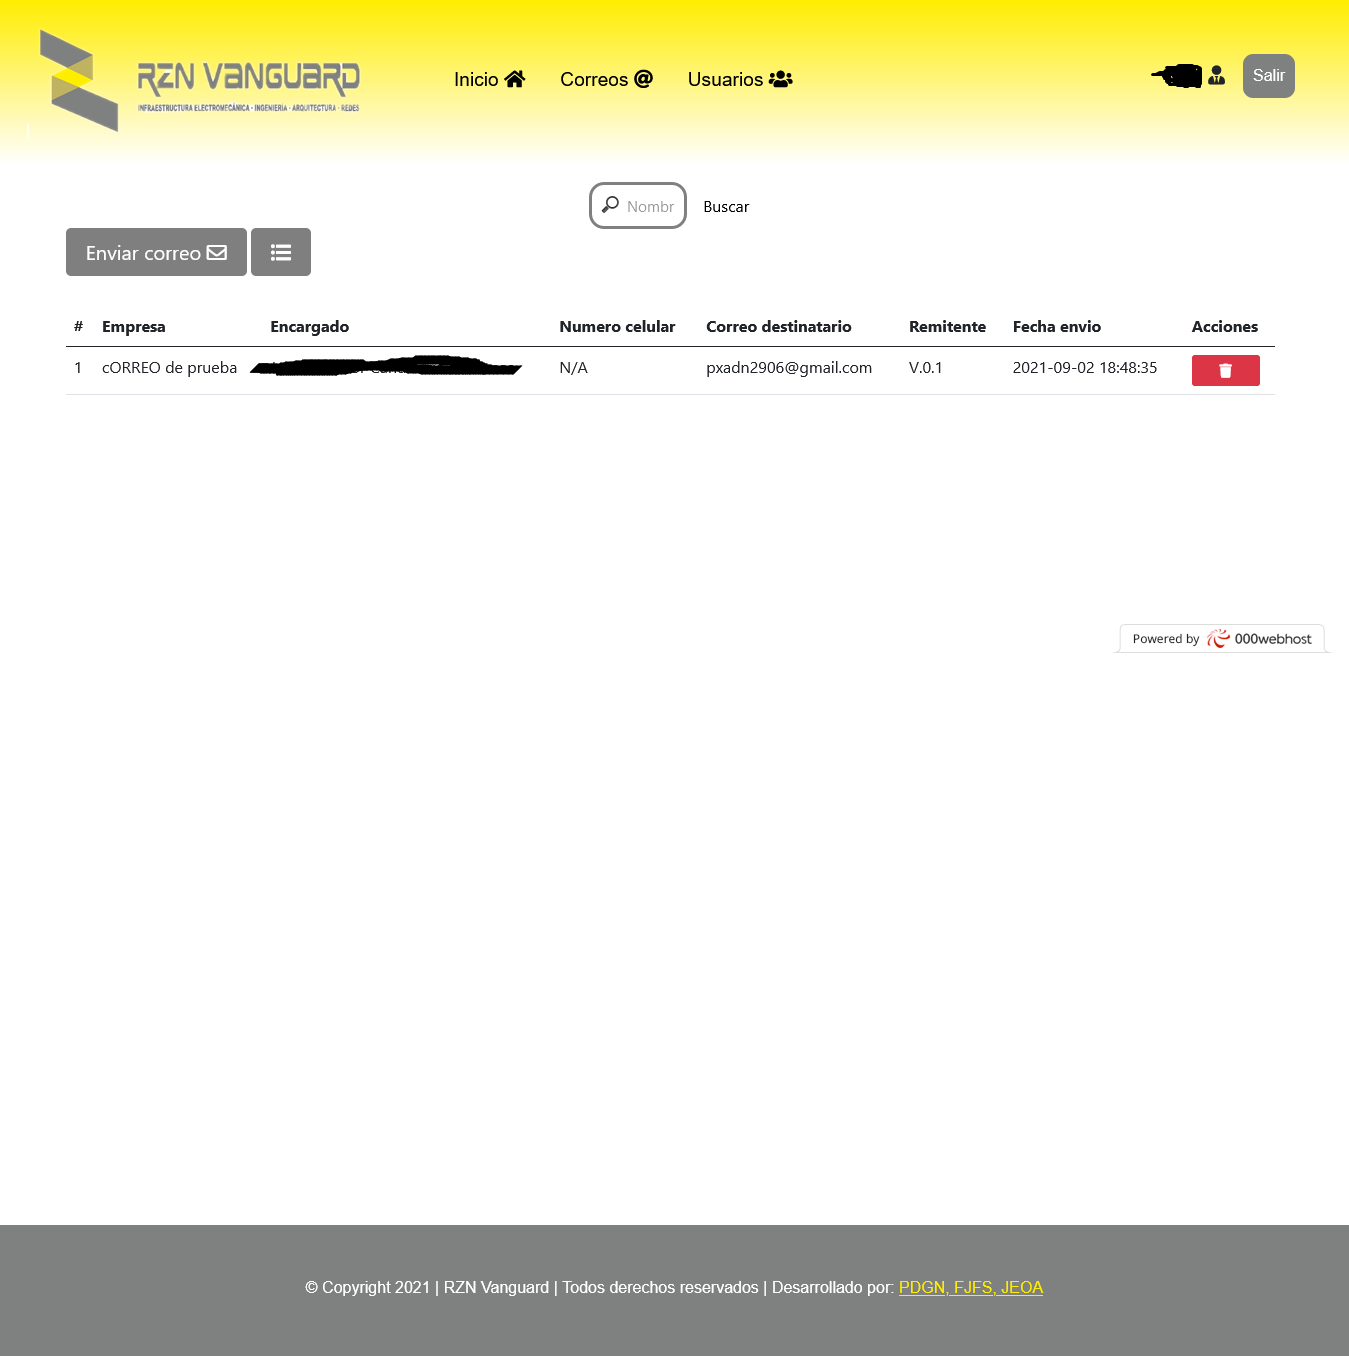 RZN VANGUARD
INFRAESTRUCTURA ELECTROMECÁNICA · INGENIERIA · ARQUITECTURA · REDES
Inicio
Correos
Usuarios
Salir
Nombr
Buscar
Enviar correo
# Empresa Encargado Numero celular Correo destinatario Remitente Fecha envio Acciones
1 cORREO de prueba N/A pxadn2906@gmail.com V.0.1 2021-09-02 18:48:35
Powered by 000webhost
© Copyright 2021 | RZN Vanguard | Todos derechos reservados | Desarrollado por: PDGN, FJFS, JEOA